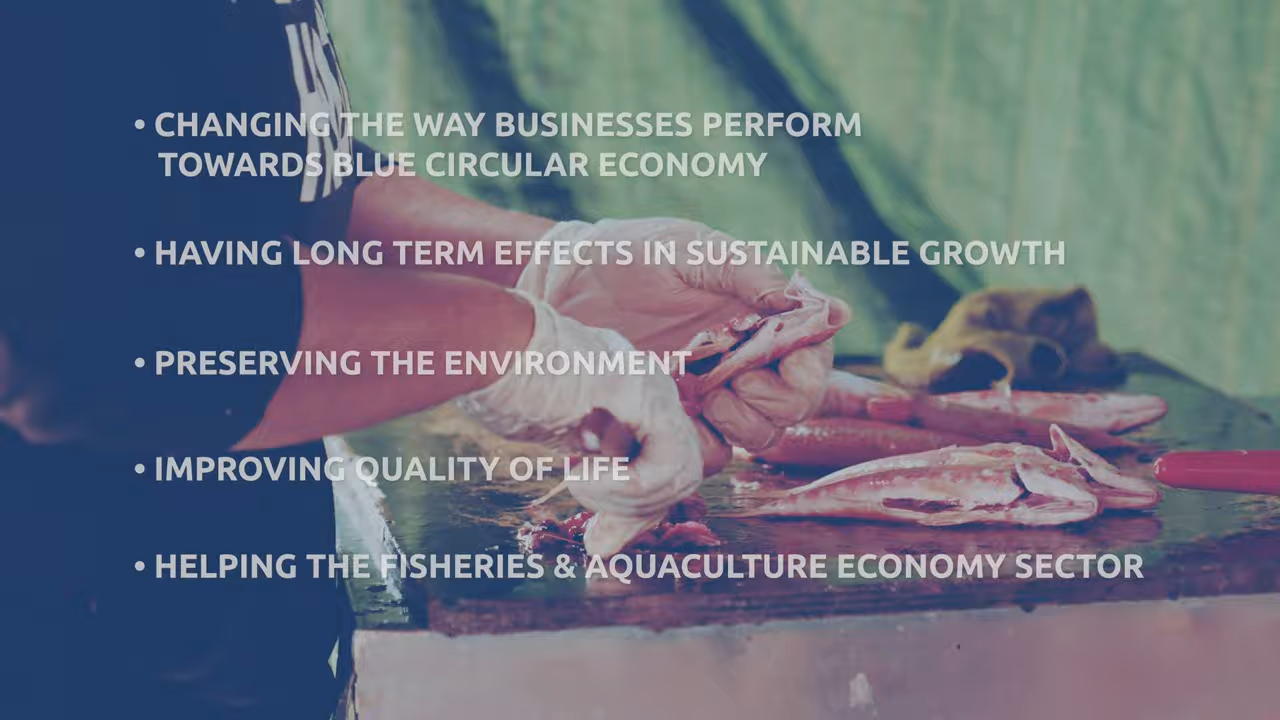 • CHANGING THE WAY BUSINESSES PERFORM
TOWARDS BLUE CIRCULAR ECONOMY
• HAVING LONG TERM EFFECTS IN SUSTAINABLE GROWTH
• PRESERVING THE ENVIRONMENT
• IMPROVING QUALITY OF LIFE
• HELPING THE FISHERIES & AQUACULTURE ECONOMY SECTOR